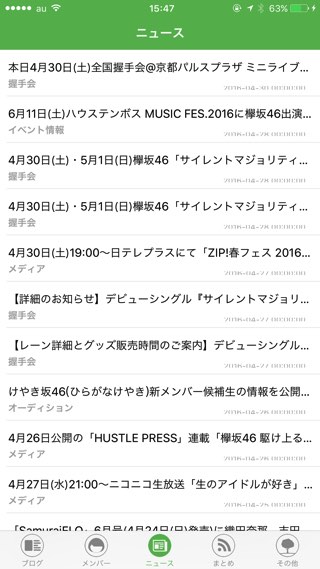 au 15:47 63%
ニュース
本日4月30日(土)全国握手会@京都パルスプラザ ミニライブ...
握手会
6月11日(土)ハウステンボス MUSIC FES.2016に欅坂46出演...
イベント情報
4月30日(土)・5月1日(日)欅坂46「サイレントマジョリティ...
握手会
4月30日(土)・5月1日(日)欅坂46「サイレントマジョリティ...
握手会
4月30日(土)19:00〜日テレプラスにて「ZIP!春フェス 2016...
メディア
【詳細のお知らせ】デビューシングル『サイレントマジョリ...
握手会
【レーン詳細とグッズ販売時間のご案内】デビューシングル...
握手会
けやき坂46(ひらがなけやき)新メンバー候補生の情報を公開...
オーディション
4月26日公開の「HUSTLE PRESS」連載「欅坂46 駆け上る...
メディア
4月27日(水)21:00〜ニコニコ生放送「生のアイドルが好き」...
メディア
ブログ メンバー ニュース まとめ その他